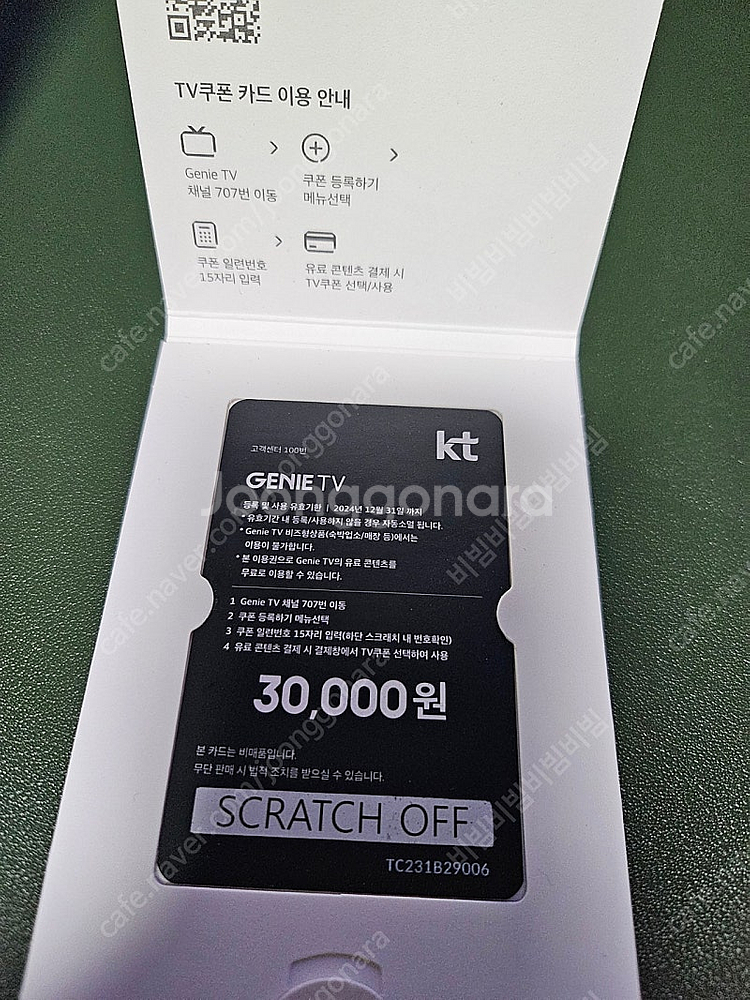 TV쿠폰 카드 이용 안내
Genie TV
채널 707번 이동
쿠폰 등록하기
메뉴선택
쿠폰 일련번호
15자리 입력
유료 콘텐츠 결제 시
TV쿠폰 선택/사용
고객센터 100번
kt
GENIE TV
등록 및 사용 유효기한 | 2024년 12월 31일 까지
* 유효기간 내 등록/사용하지 않을 경우 자동소멸 됩니다.
* Genie TV 비즈형상품(숙박업소/매장 등)에서는
이용이 불가합니다.
* 본 이용권으로 Genie TV의 유료 콘텐츠를
무료로 이용할 수 있습니다.
1 Genie TV 채널 707번 이동
2 쿠폰 등록하기 메뉴선택
3 쿠폰 일련번호 15자리 입력(하단 스크래치 내 번호확인)
4 유료 콘텐츠 결제 시 결제창에서 TV쿠폰 선택하여 사용
30,000원
본 카드는 비매품입니다.
무단 판매 시 법적 조치를 받으실 수 있습니다.
SCRATCH OFF
TC231B29006
Joonggonara